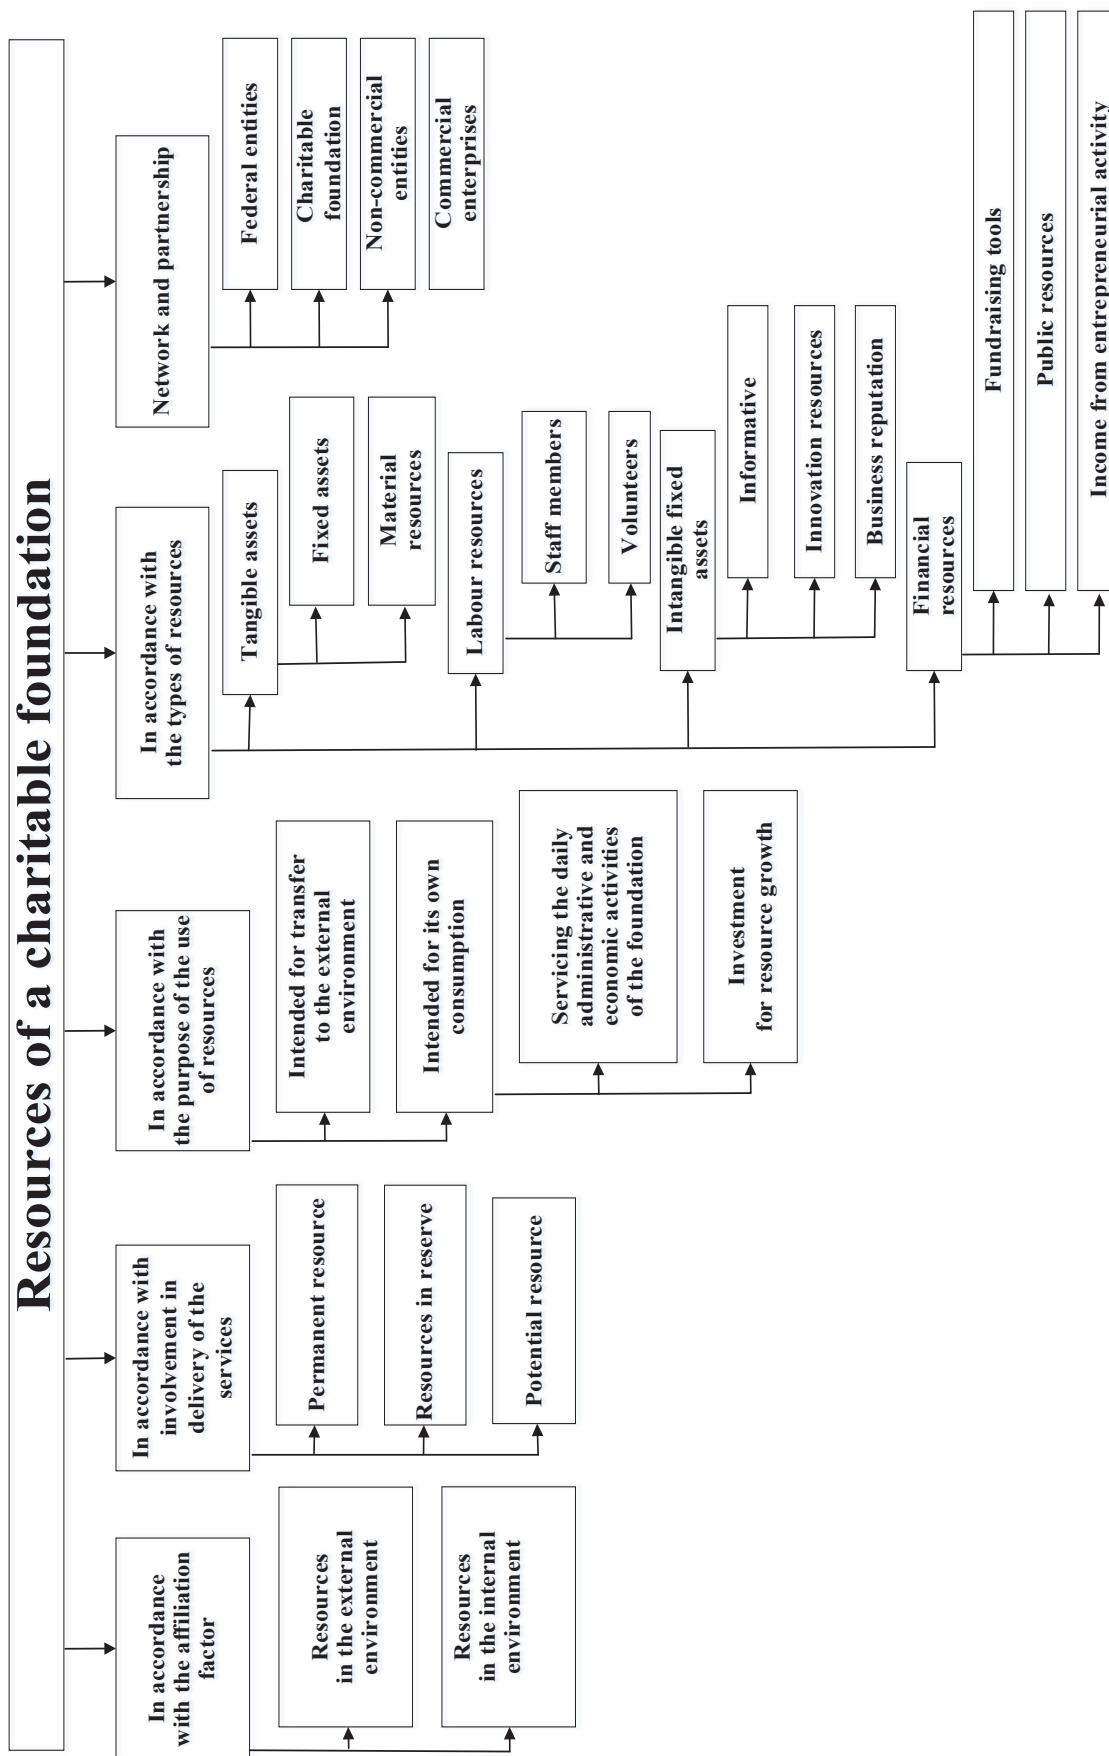 Resources of a charitable foundation
In accordance
with the affiliation
factor
Resources
in the external
environment
Resources
in the internal
environment
In accordance with
involvement in
delivery of the
services
Permanent resource
Resources in reserve
Potential resource
In accordance with
the purpose of the use
of resources
Intended for transfer
to the external
environment
Intended for its own
consumption
Servicing the daily
administrative and
economic activities
of the foundation
Investment
for resource growth
In accordance with
the types of resources
Tangible assets
Fixed assets
Material
resources
Labour resources
Staff members
Volunteers
Intangible fixed
assets
Informative
Innovation resources
Business reputation
Financial
resources
Fundraising tools
Public resources
Income from entrepreneurial activity
Network and partnership
Federal entities
Charitable
foundation
Non-commercial
entities
Commercial
enterprises